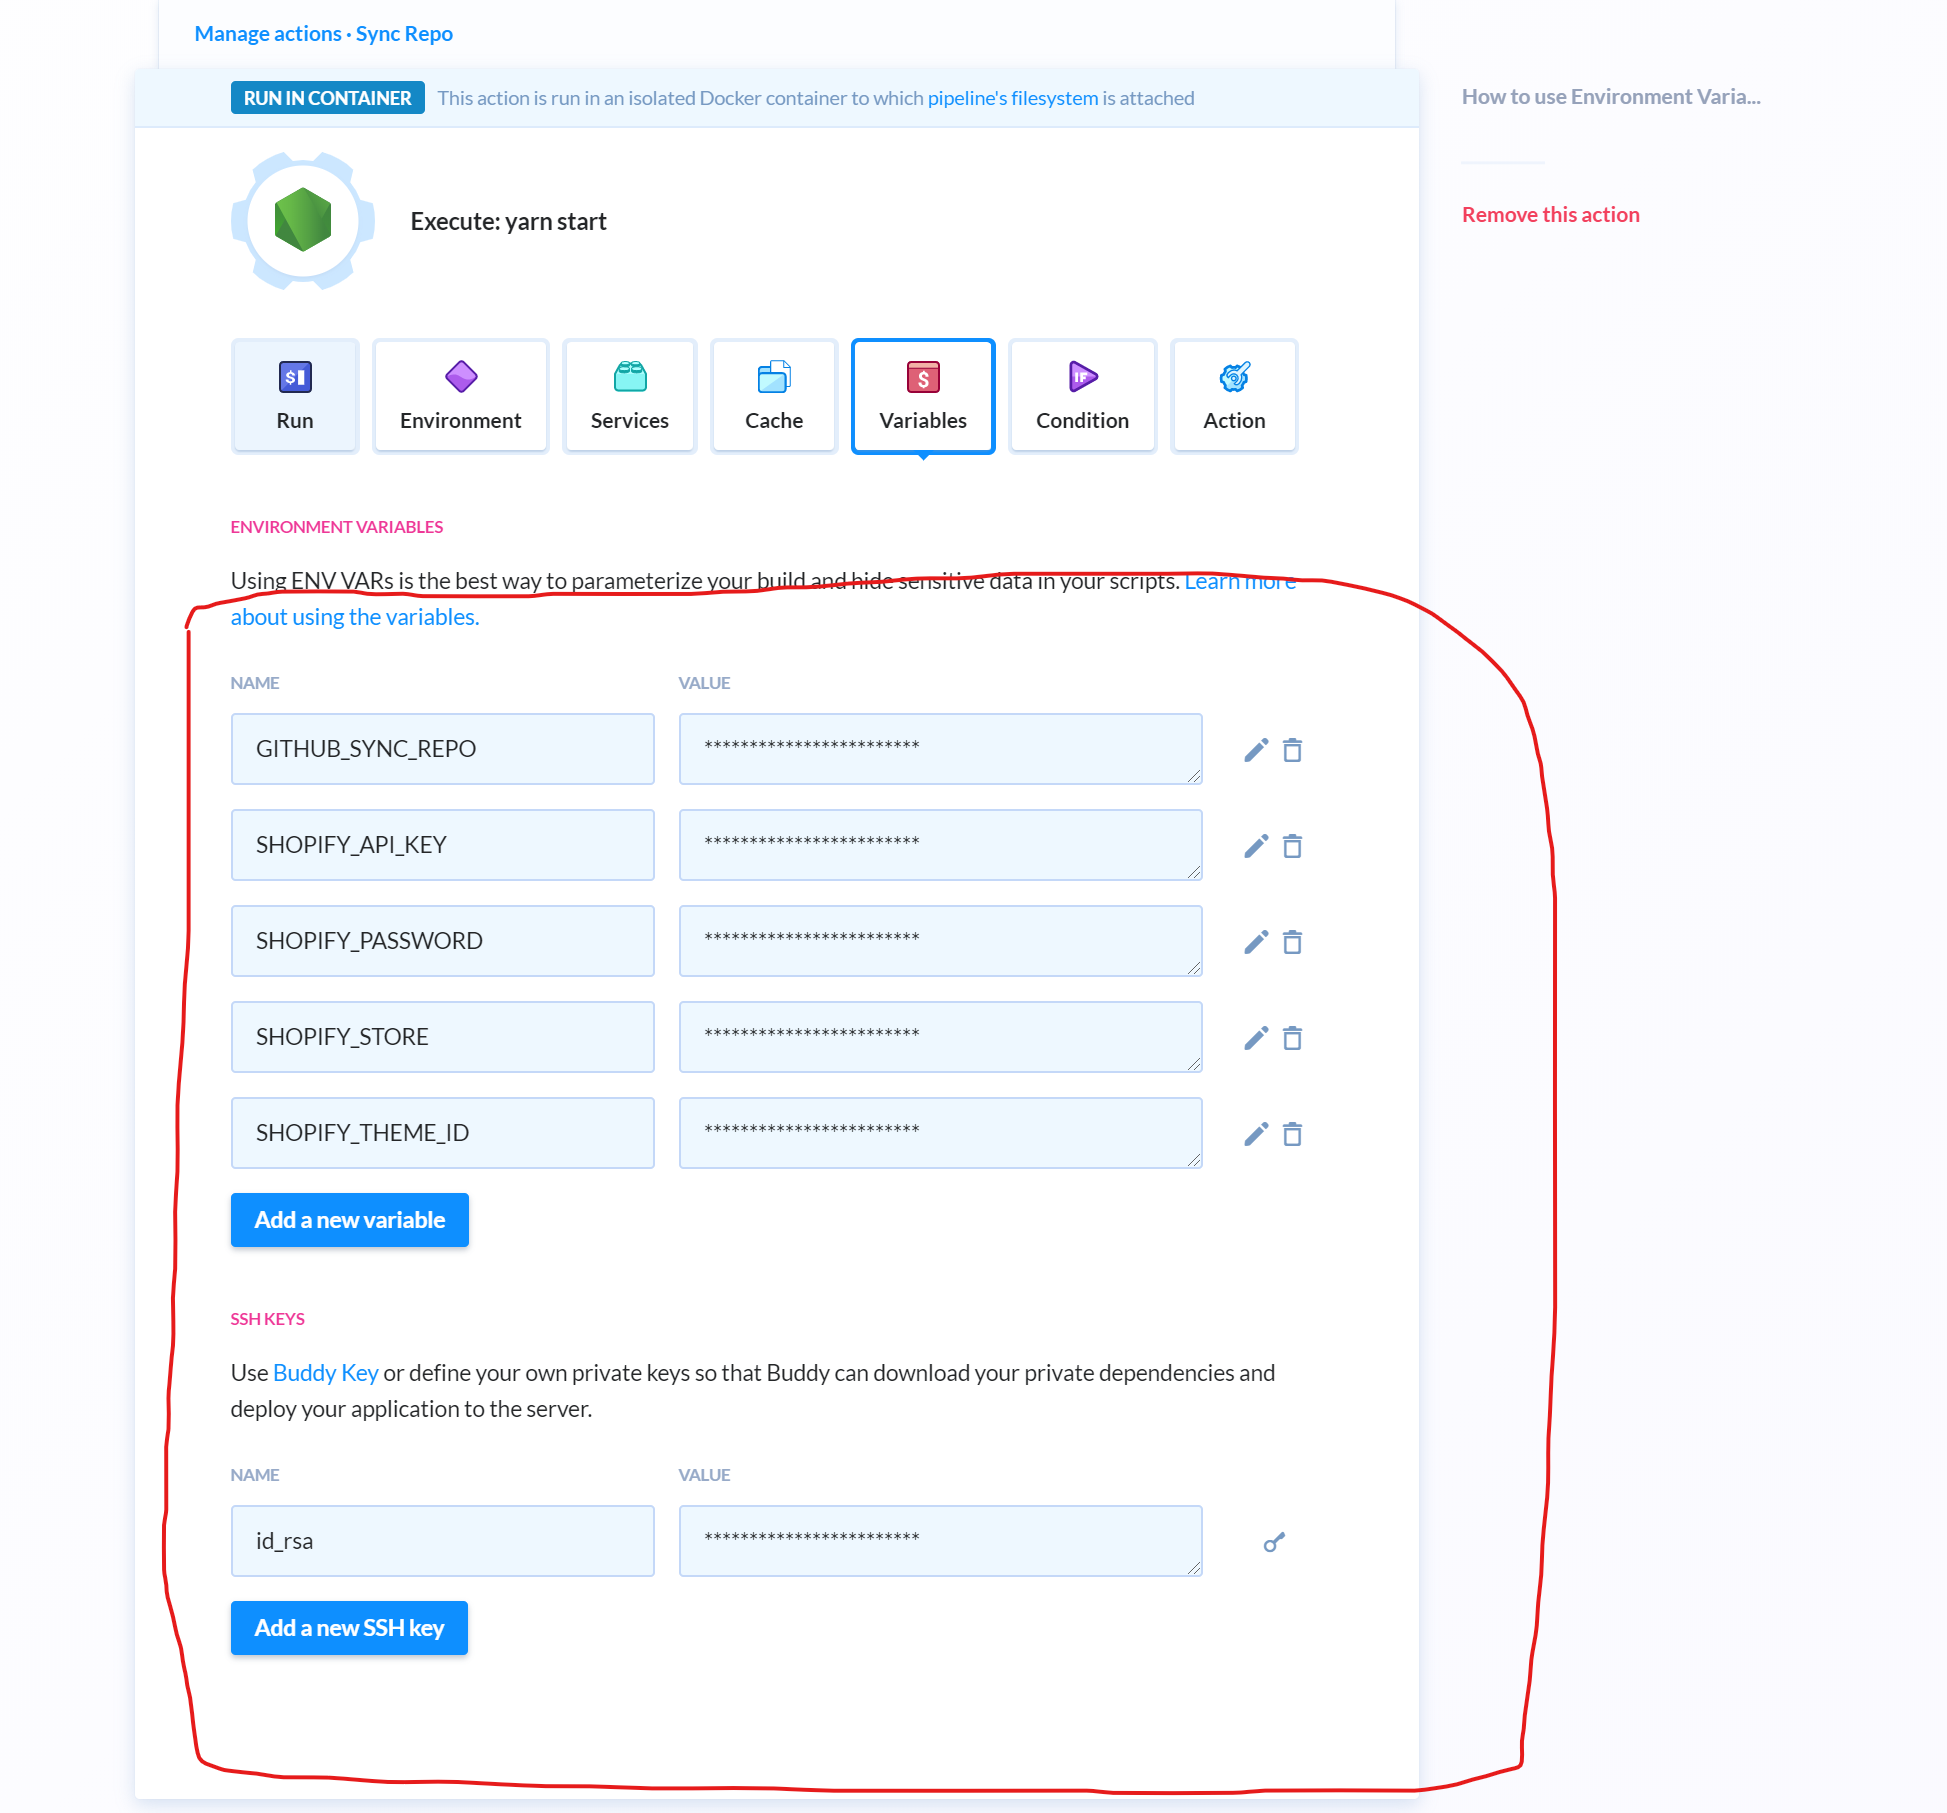 Manage actions · Sync Repo
RUN IN CONTAINER This action is run in an isolated Docker container to which pipeline's filesystem is attached
How to use Environment Varia...
Execute: yarn start
Remove this action
$
Run
Environment
Services
Cache
$
Variables
IF
Condition
Action
ENVIRONMENT VARIABLES
Using ENV VARs is the best way to parameterize your build and hide sensitive data in your scripts. Learn more
about using the variables.
NAME VALUE
GITHUB_SYNC_REPO ************************
SHOPIFY_API_KEY ************************
SHOPIFY_PASSWORD ************************
SHOPIFY_STORE ************************
SHOPIFY_THEME_ID ************************
Add a new variable
SSH KEYS
Use Buddy Key or define your own private keys so that Buddy can download your private dependencies and
deploy your application to the server.
NAME VALUE
id_rsa ************************
Add a new SSH key